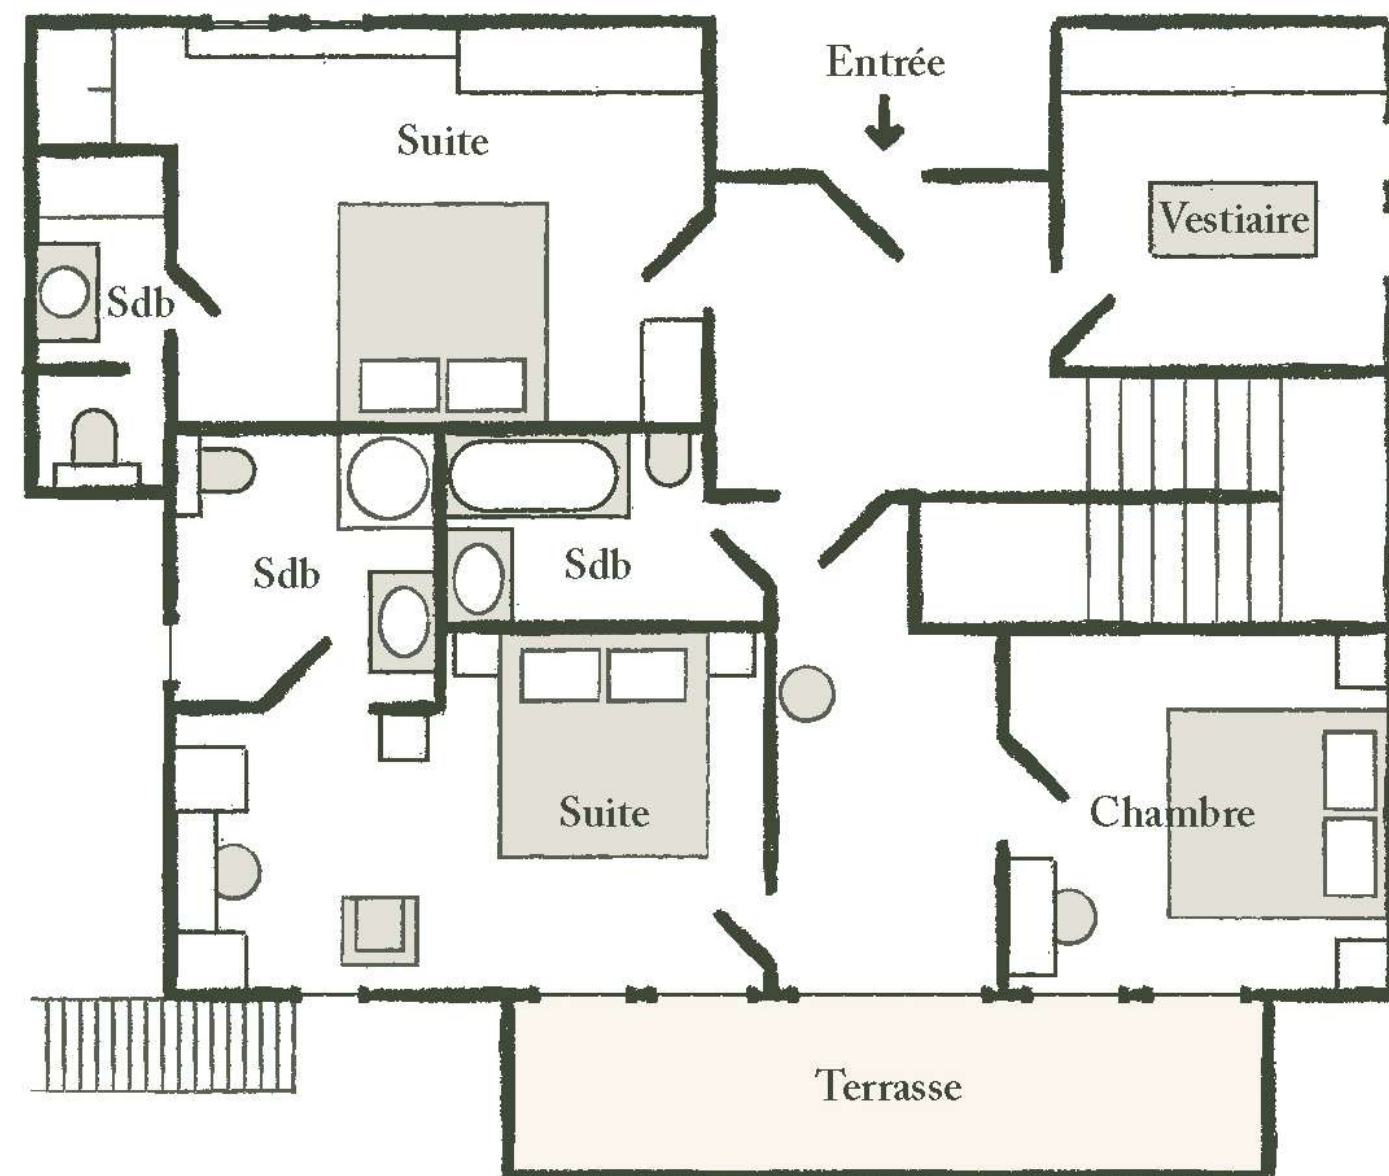 Entrée
Suite
Vestiaire
Sdb
Sdb
Sdb
Suite
Chambre
Terrasse